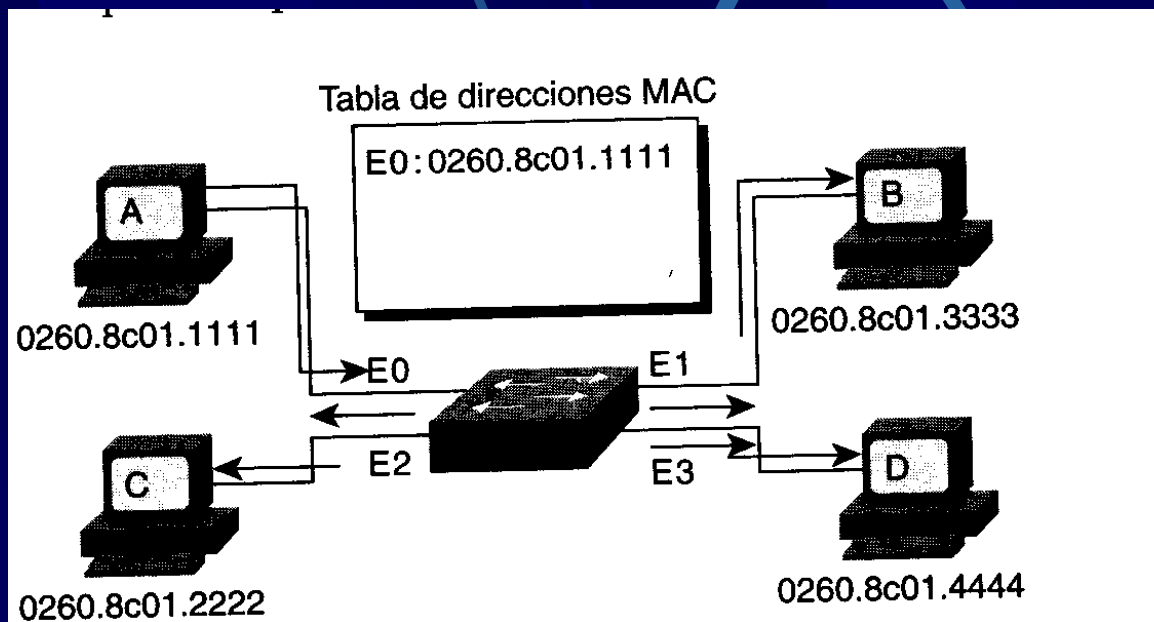 Tabla de direcciones MAC
E0:0260.8c01.1111
A
B
0260.8c01.1111
0260.8c01.3333
E0
E1
C
E2
E3
D
0260.8c01.2222
0260.8c01.4444